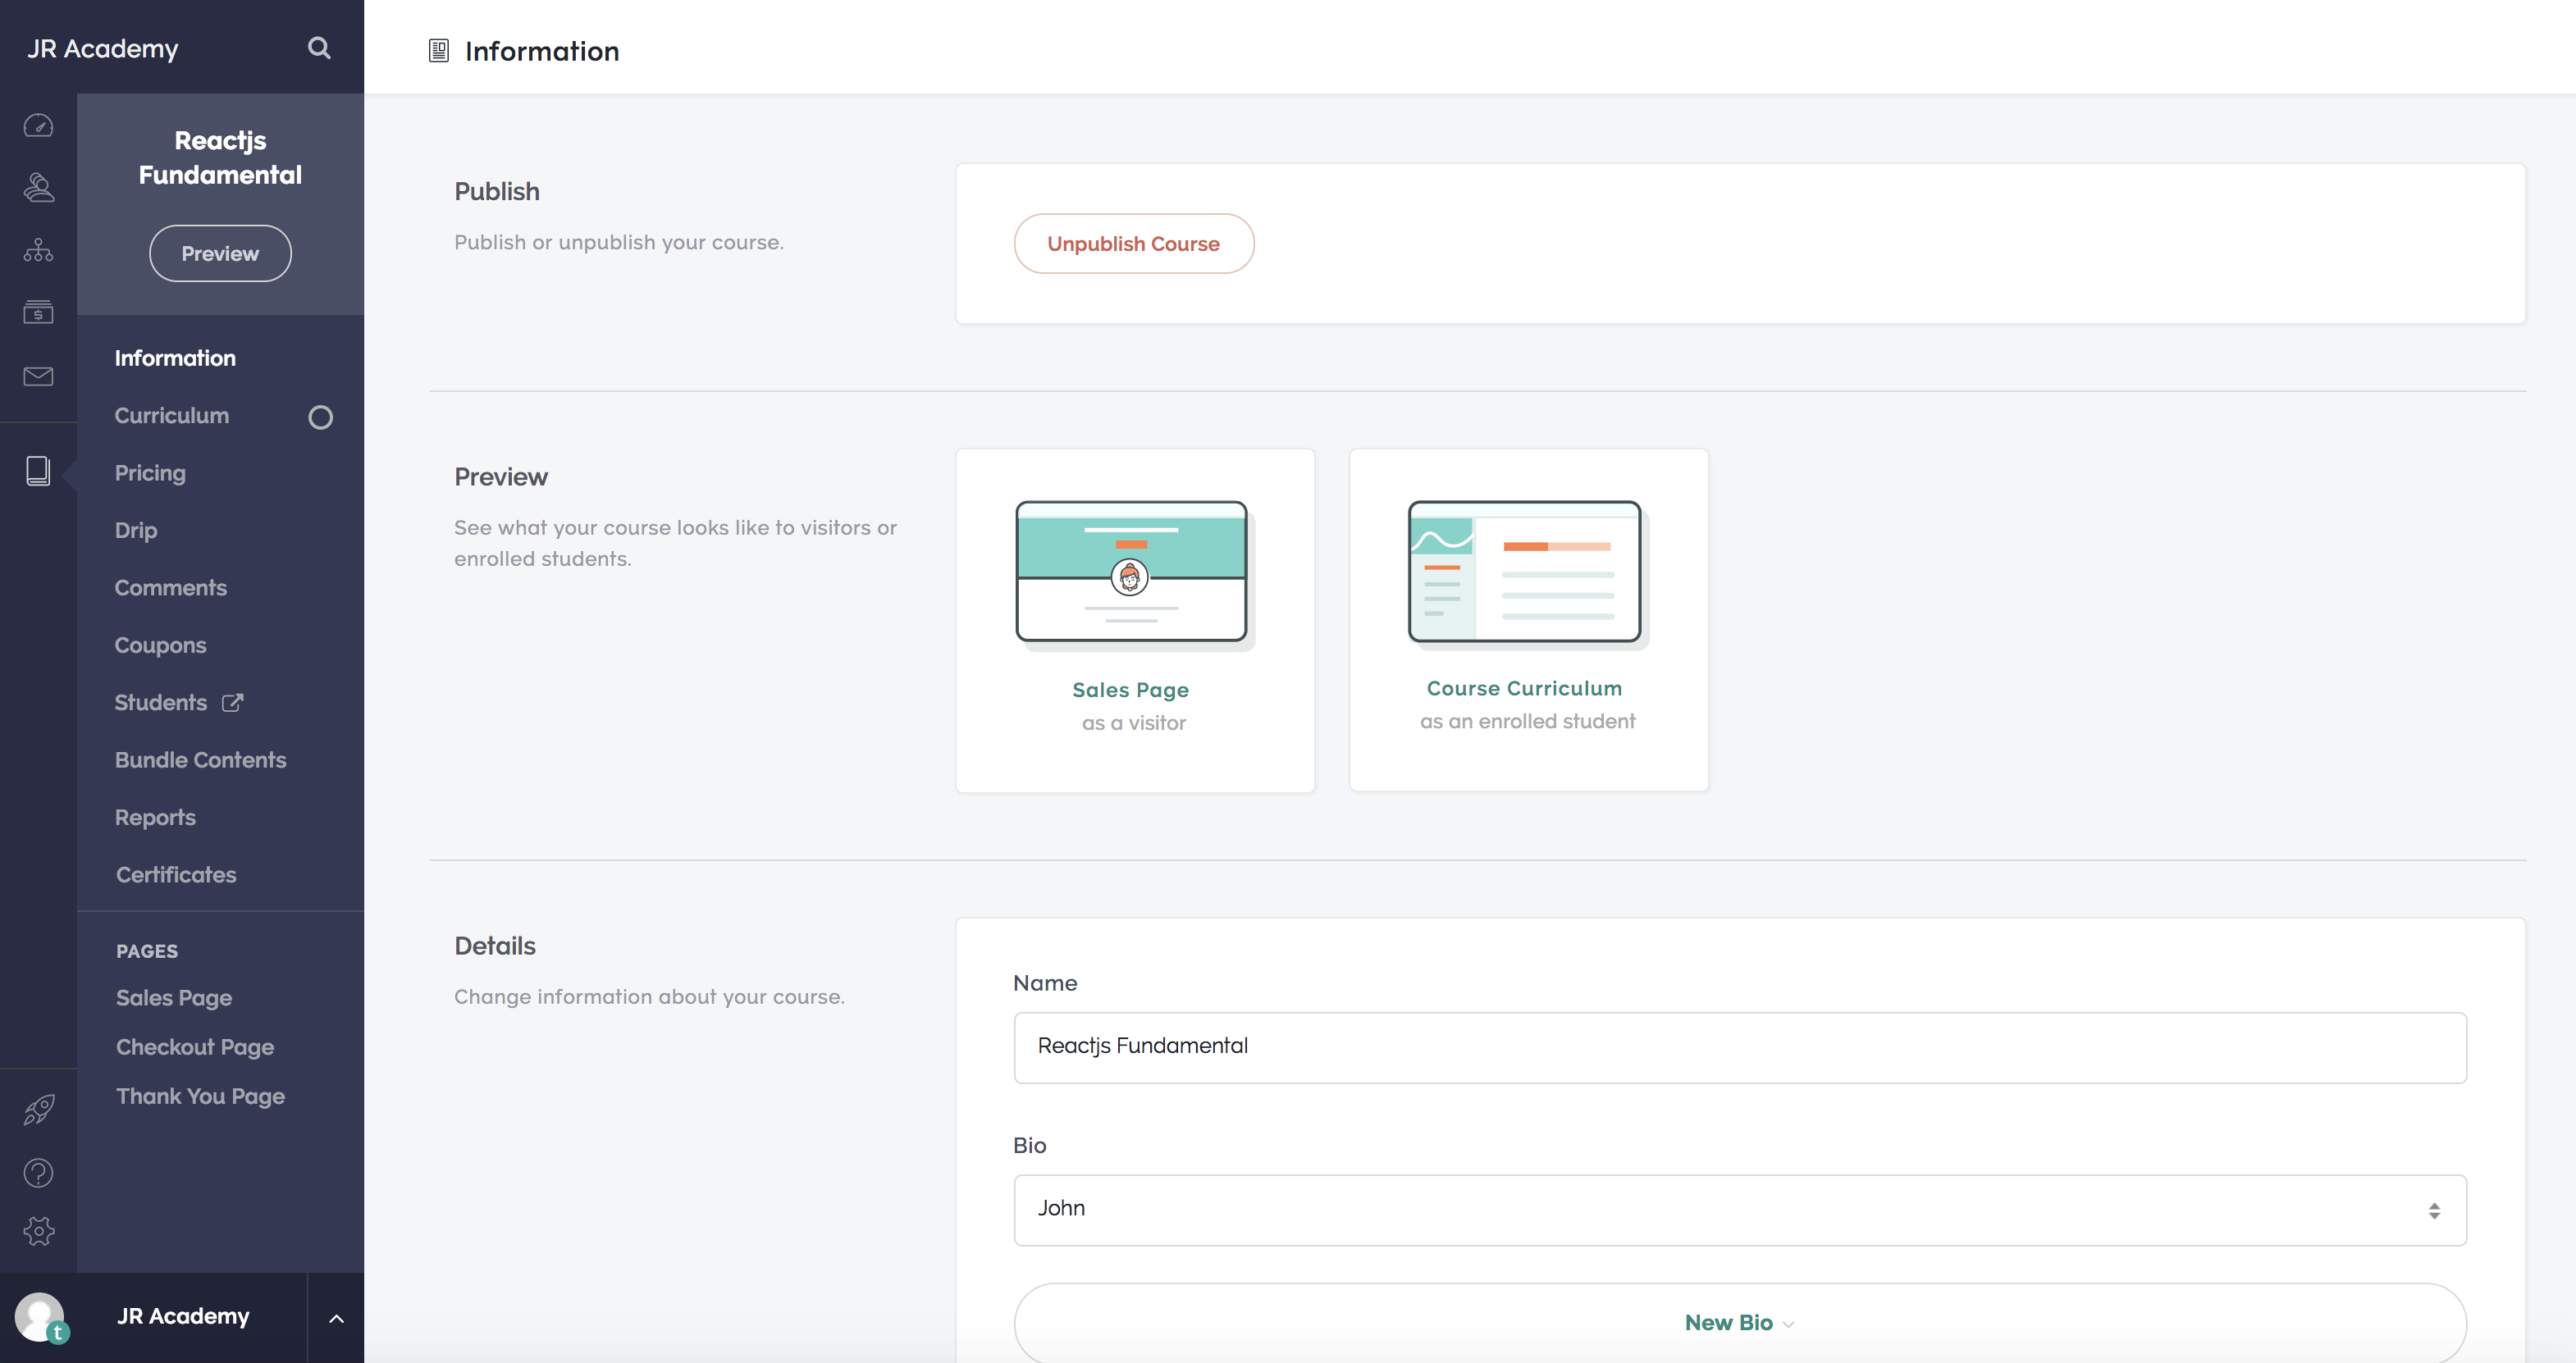 JR Academy
Reactjs
Fundamental
Preview
Information
Curriculum
Pricing
Drip
Comments
Coupons
Students
Bundle Contents
Reports
Certificates
PAGES
Sales Page
Checkout Page
Thank You Page
t
JR Academy
Information
Publish
Publish or unpublish your course.
Unpublish Course
Preview
See what your course looks like to visitors or
enrolled students.
Sales Page
as a visitor
Course Curriculum
as an enrolled student
Details
Change information about your course.
Name
Reactjs Fundamental
Bio
John
New Bio